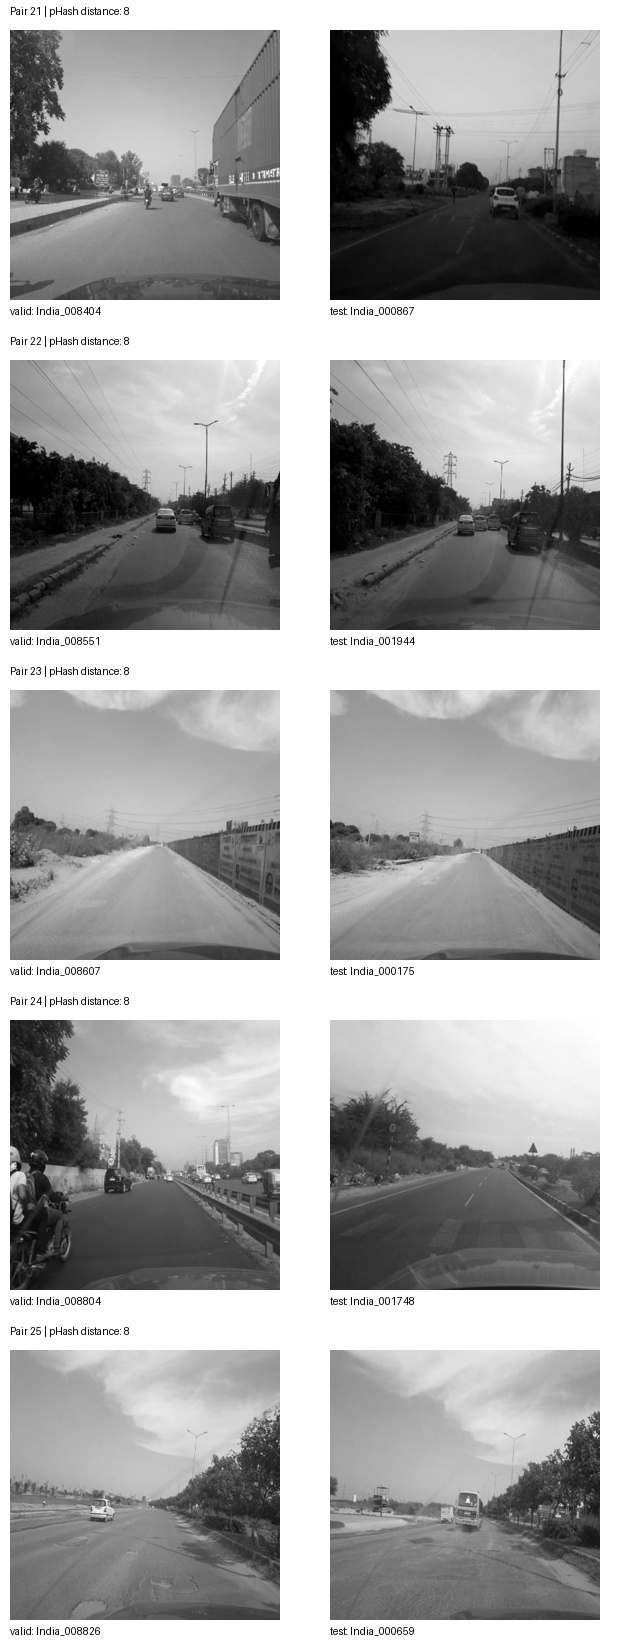 Pair 21 | pHash distance: 8
valid: India_008404
test: India_000867
Pair 22 | pHash distance: 8
valid: India_008551
test: India_001944
Pair 23 | pHash distance: 8
valid: India_008607
test: India_000175
Pair 24 | pHash distance: 8
valid: India_008804
test: India_001748
Pair 25 | pHash distance: 8
valid: India_008826
test: India_000659